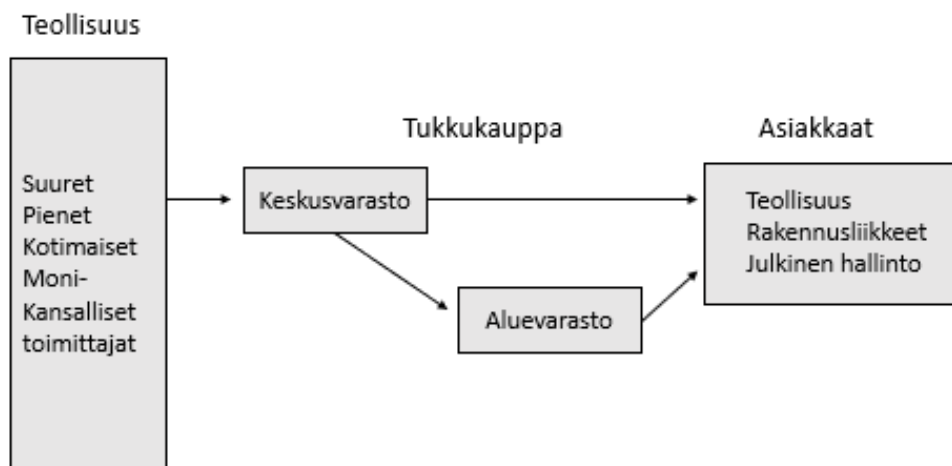 Teollisuus
Tukkukauppa
Asiakkaat
Suuret
Pienet
Kotimaiset
Moni-
Kansalliset
toimittajat
Keskusvarasto
Aluevarasto
Teollisuus
Rakennusliikkeet
Julkinen hallinto